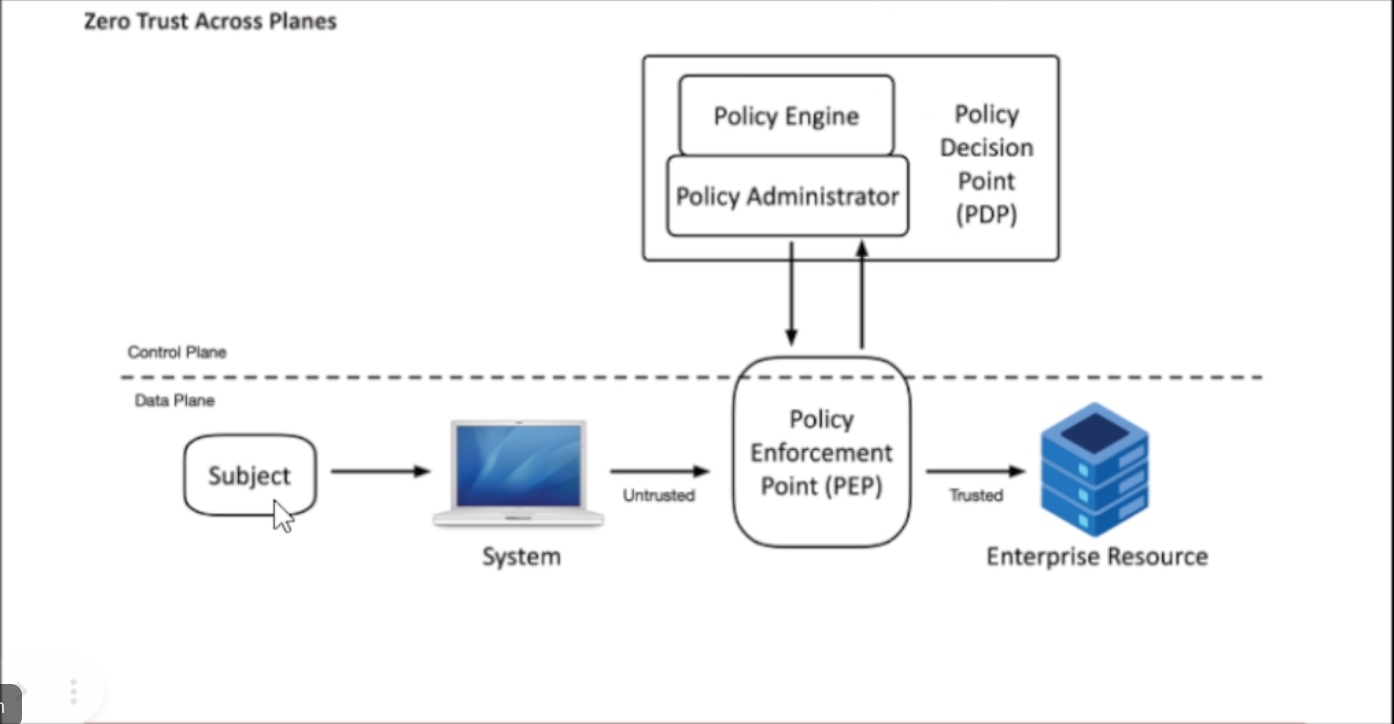 Zero Trust Across Planes
Policy Engine
Policy Administrator
Policy
Decision
Point
(PDP)
Control Plane
Data Plane
Subject
System
Untrusted
Policy
Enforcement
Point (PEP)
Trusted
Enterprise Resource